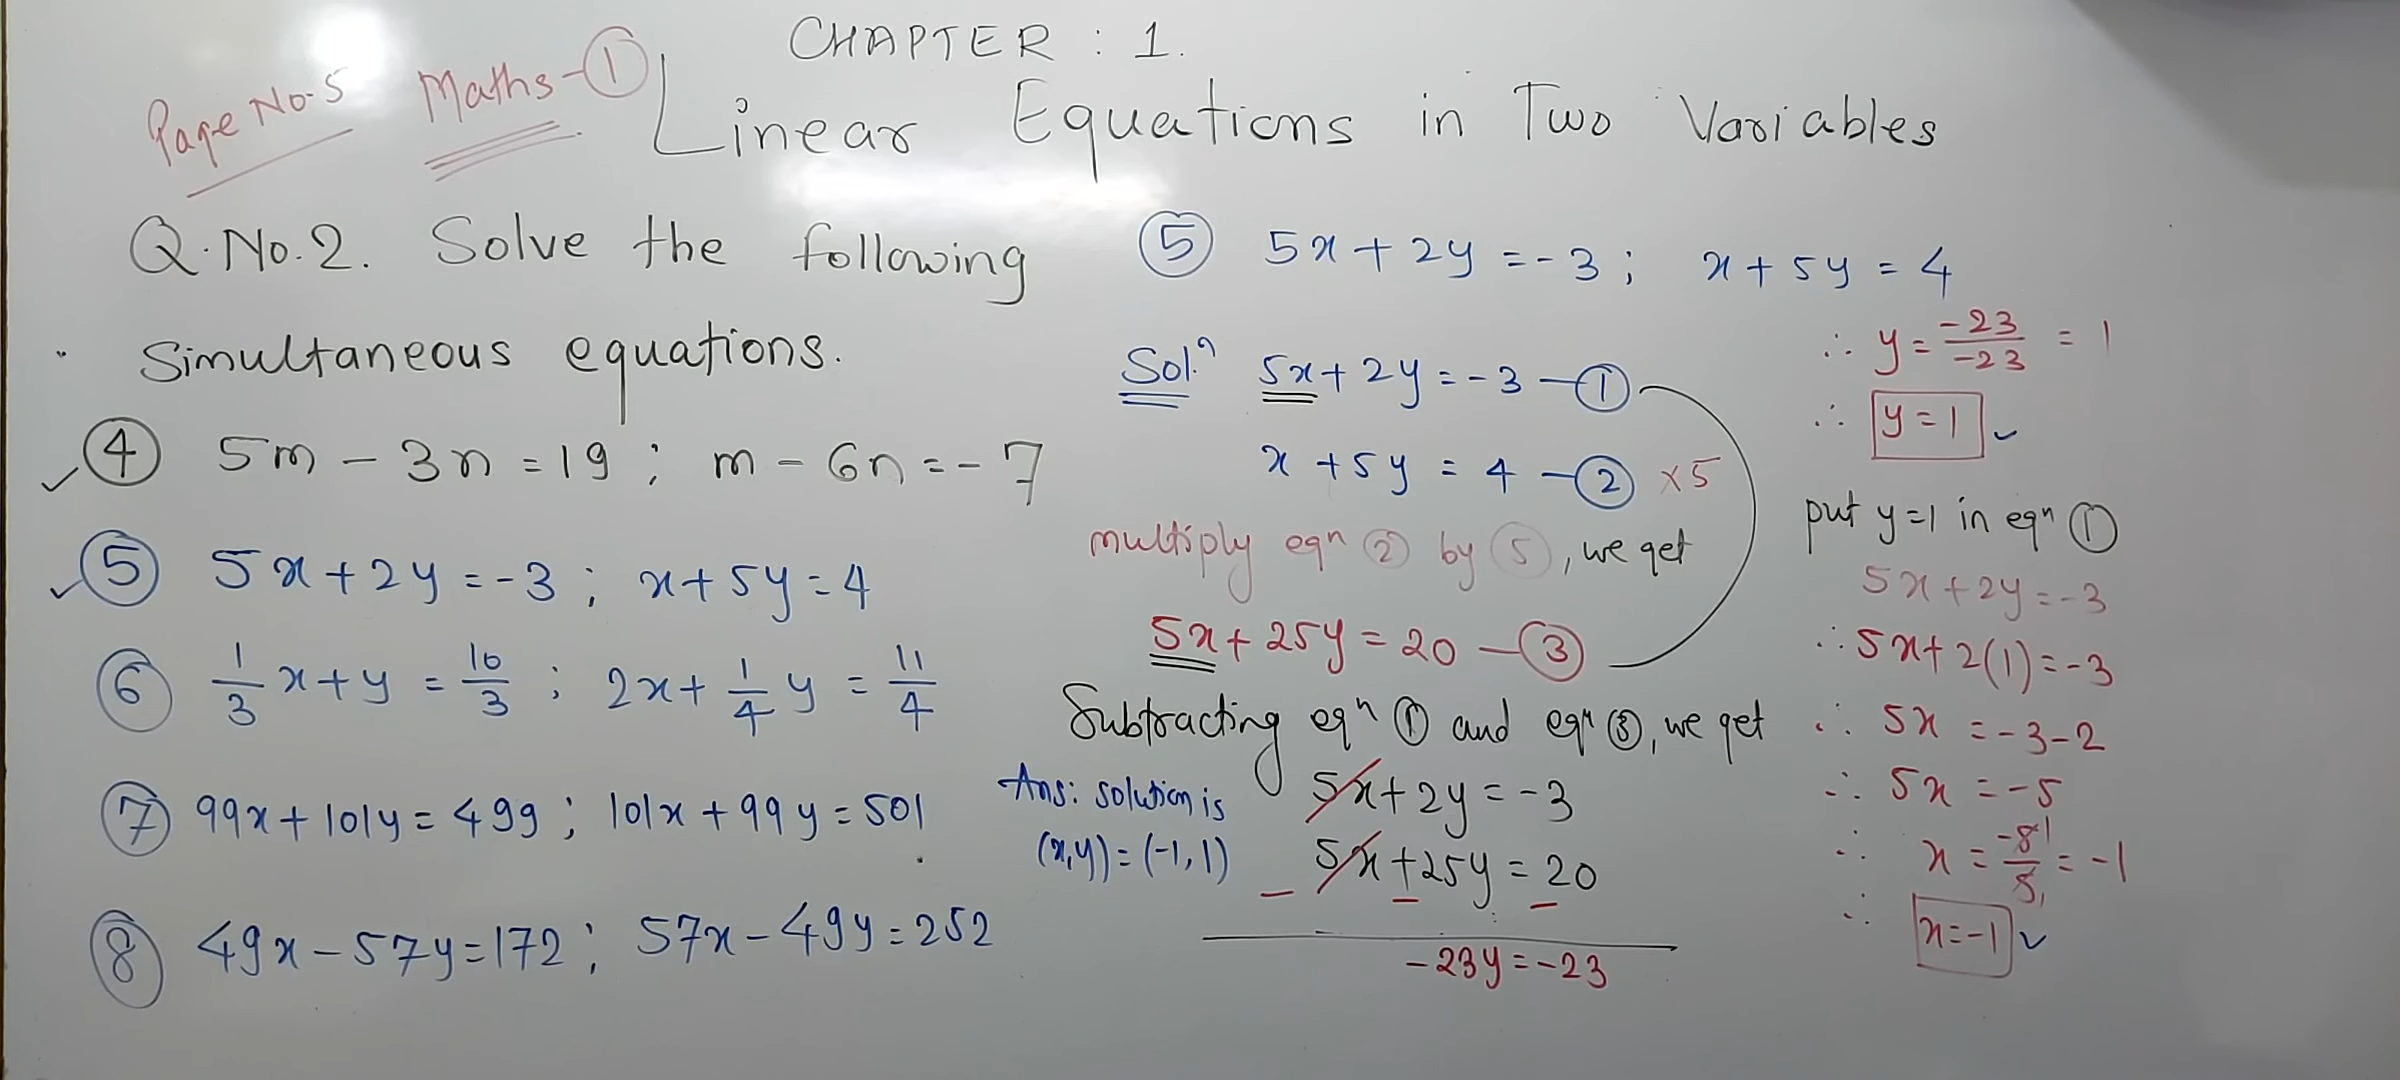 CHAPTER : 1.
Page No-5 Maths-①
Linear Equations in Two Variables
Q.No.2. Solve the following
Simultaneous equations.
④ 5m - 3n = 19 ; m - 6n = - 7
⑤ 5x + 2y = -3 ; x + 5y = 4
⑥ 1/3 x + y = 10/3 ; 2x + 1/4 y = 11/4
⑦ 99x + 101y = 499 ; 101x + 99y = 501
⑧ 49x - 57y = 172 ; 57x - 49y = 252
⑤ 5x + 2y = -3 ; x + 5y = 4
Sol.ⁿ 5x + 2y = -3 — ①
x + 5y = 4 — ② x5
multiply eqⁿ ② by ⑤, we get
5x + 25y = 20 — ③
Subtracting eqⁿ ① and eqⁿ ③, we get
5x + 2y = -3
5x + 25y = 20
- - -
-23y = -23
Ans: solution is
(x,y) = (-1, 1)
∴ y = -23/-23 = 1
∴ y = 1 ✓
put y=1 in eqⁿ ①
5x + 2y = -3
∴ 5x + 2(1) = -3
∴ 5x = -3-2
∴ 5x = -5
∴ x = -5/5 = -1
∴ x = -1 ✓